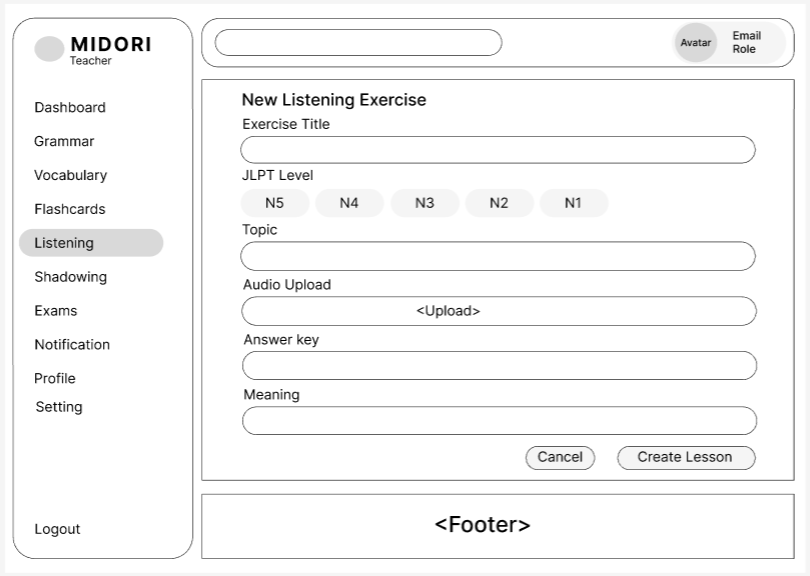 MIDORI
Teacher
Dashboard
Grammar
Vocabulary
Flashcards
Listening
Shadowing
Exams
Notification
Profile
Setting
Logout
Avatar
Email
Role
New Listening Exercise
Exercise Title
JLPT Level
N5 N4 N3 N2 N1
Topic
Audio Upload
<Upload>
Answer key
Meaning
Cancel Create Lesson
<Footer>